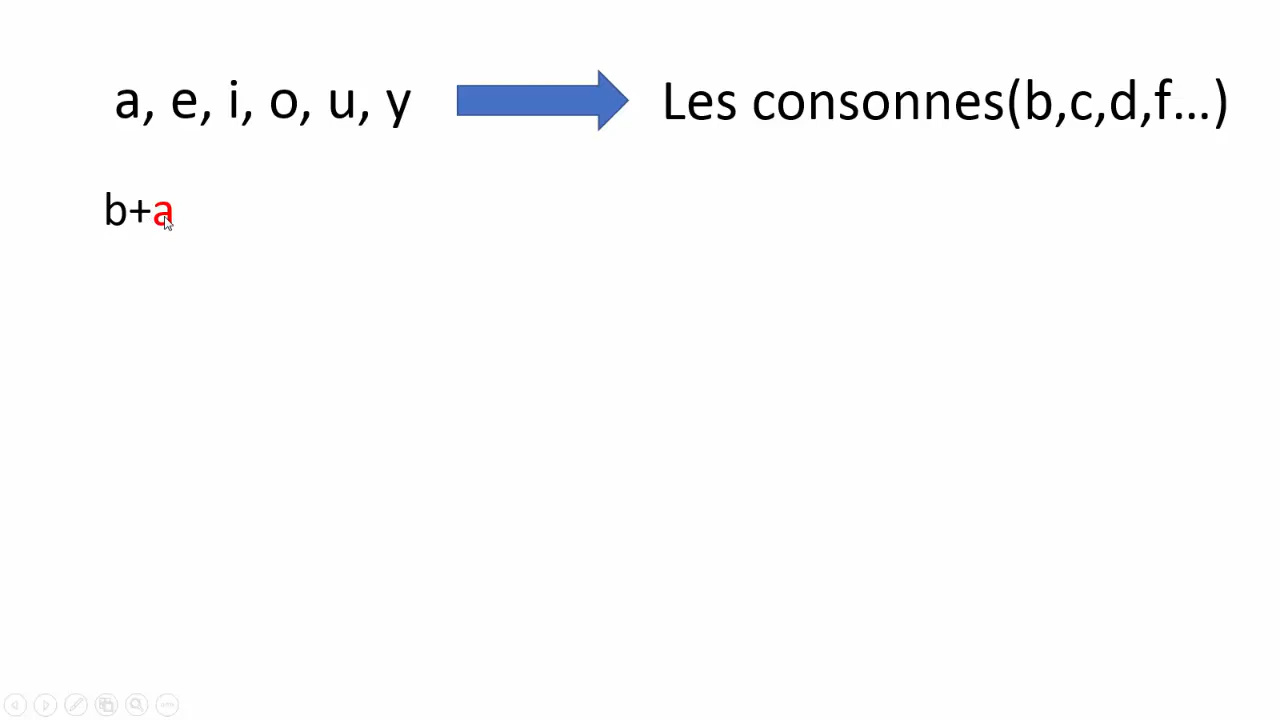 a, e, i, o, u, y Les consonnes(b,c,d,f...)
b+a